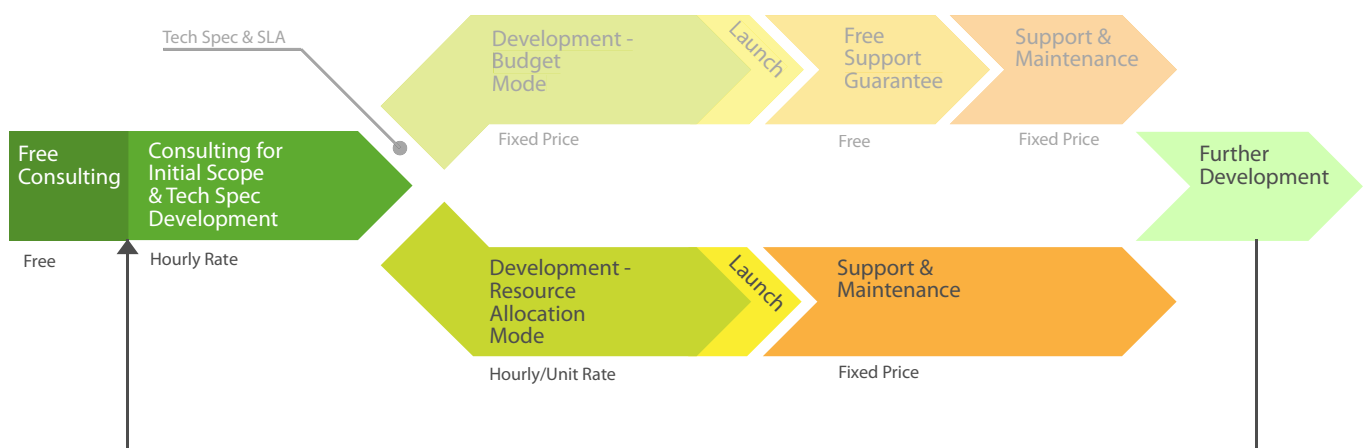 Tech Spec & SLA
Development -
Budget
Mode
Launch
Free
Support
Guarantee
Support &
Maintenance
Fixed Price
Free
Fixed Price
Free
Consulting
Consulting for
Initial Scope
& Tech Spec
Development
Further
Development
Free
Hourly Rate
Development -
Resource
Allocation
Mode
Launch
Support &
Maintenance
Hourly/Unit Rate
Fixed Price